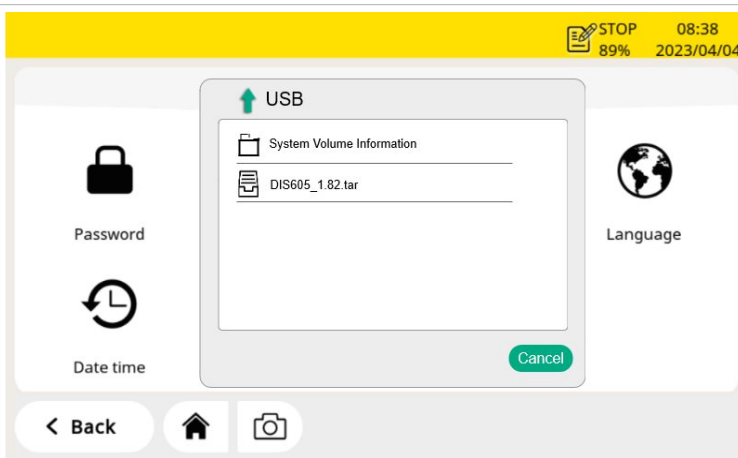 STOP 08:38
89% 2023/04/04
USB
System Volume Information
DIS605_1.82.tar
Password
Language
Date time
Cancel
Back